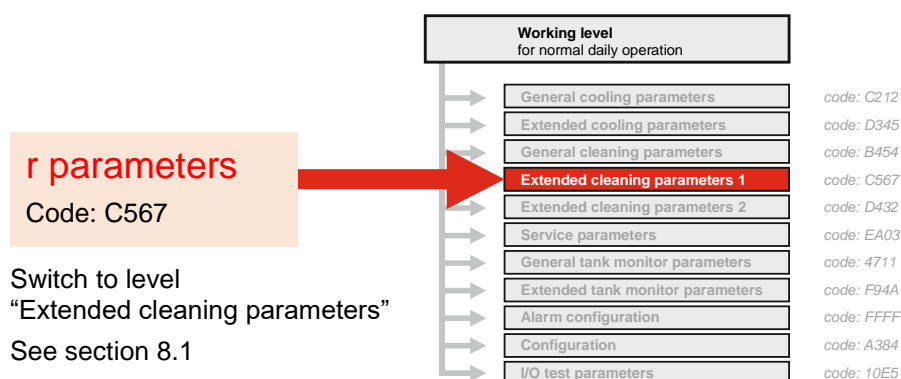 Working level
for normal daily operation
General cooling parameters code: C212
Extended cooling parameters code: D345
General cleaning parameters code: B454
Extended cleaning parameters 1 code: C567
Extended cleaning parameters 2 code: D432
Service parameters code: EA03
General tank monitor parameters code: 4711
Extended tank monitor parameters code: F94A
Alarm configuration code: FFFF
Configuration code: A384
I/O test parameters code: 10E5
r parameters
Code: C567
Switch to level
“Extended cleaning parameters”
See section 8.1